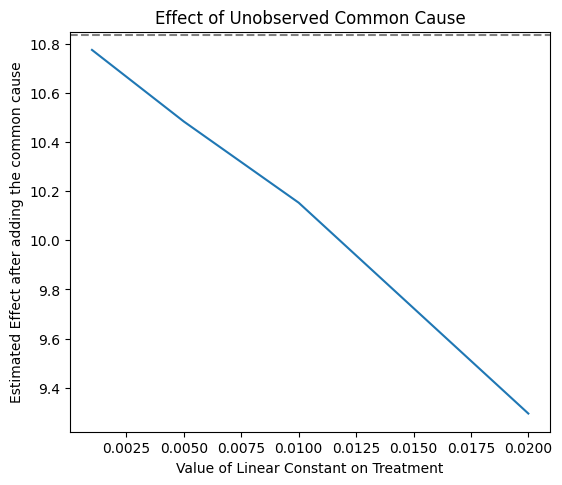 Effect of Unobserved Common Cause
10.8
10.6
10.4
10.2
10.0
9.8
9.6
9.4
Estimated Effect after adding the common cause
0.0025 0.0050 0.0075 0.0100 0.0125 0.0150 0.0175 0.0200
Value of Linear Constant on Treatment